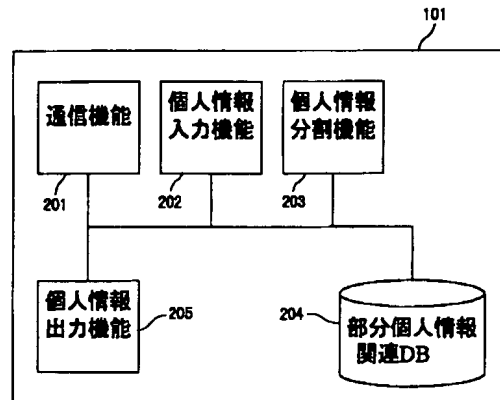 101
通信機能
個人情報
入力機能
個人情報
分割機能
201
202
203
個人情報
出力機能
205
204
部分個人情報
関連DB